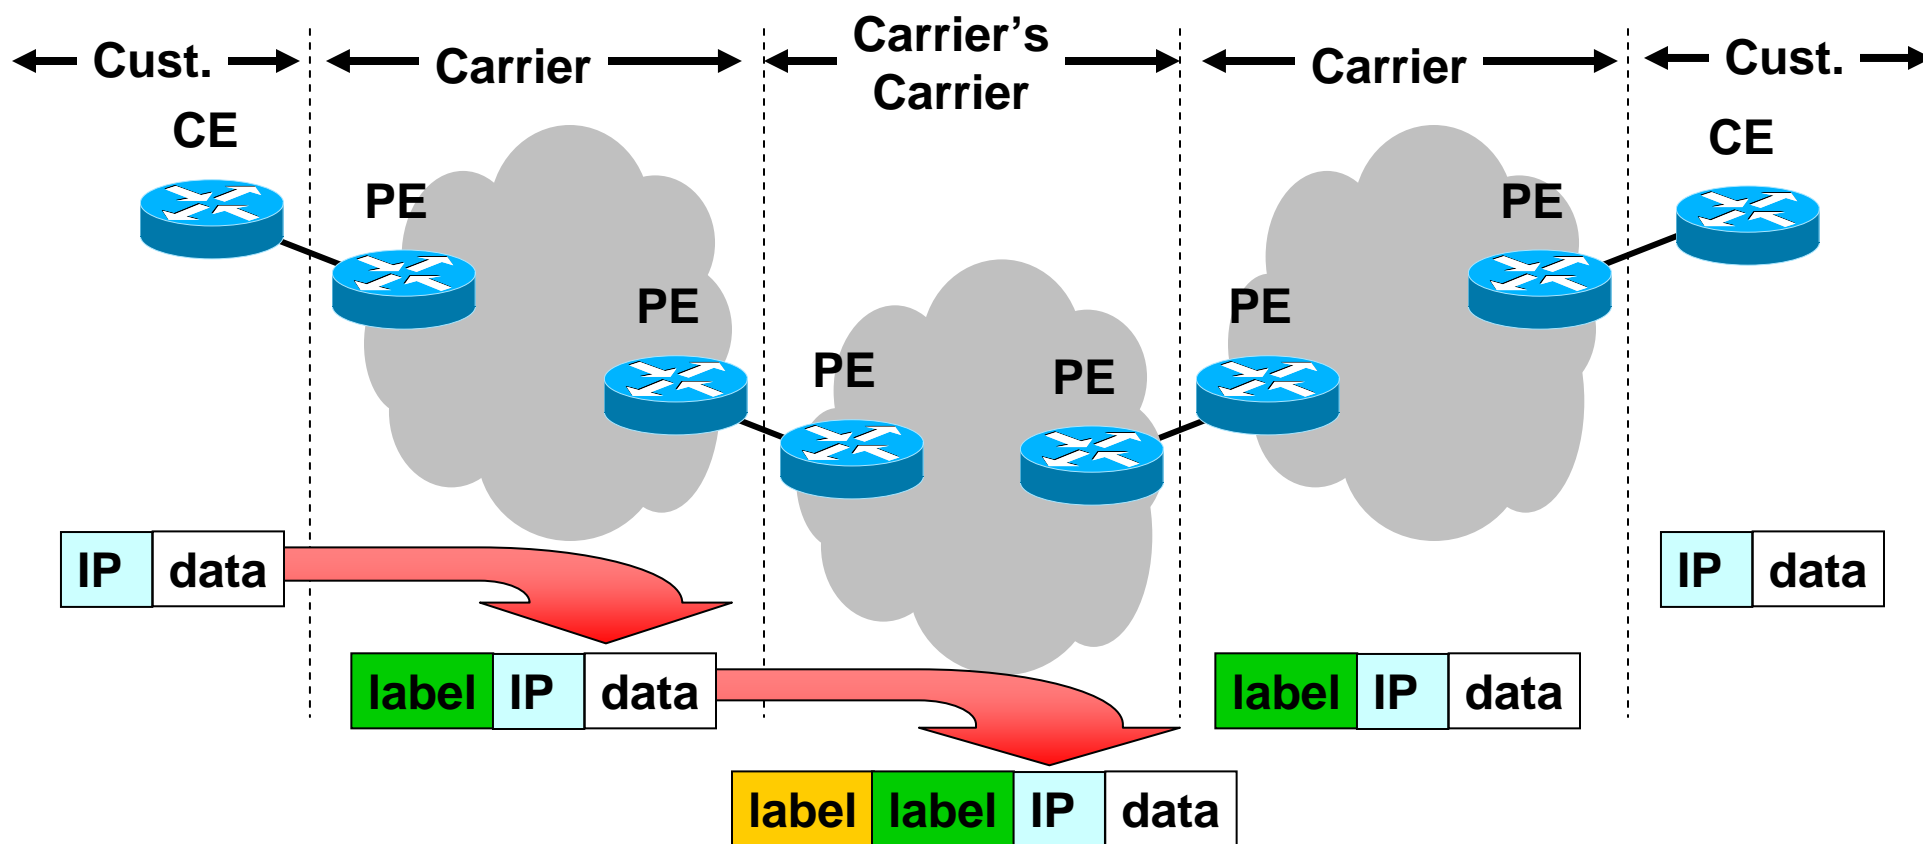 Cust.
Carrier
Carrier's
Carrier
Carrier
Cust.
CE
CE
PE
PE
PE
PE
PE
PE
IP data
IP data
label IP data
label IP data
label label IP data